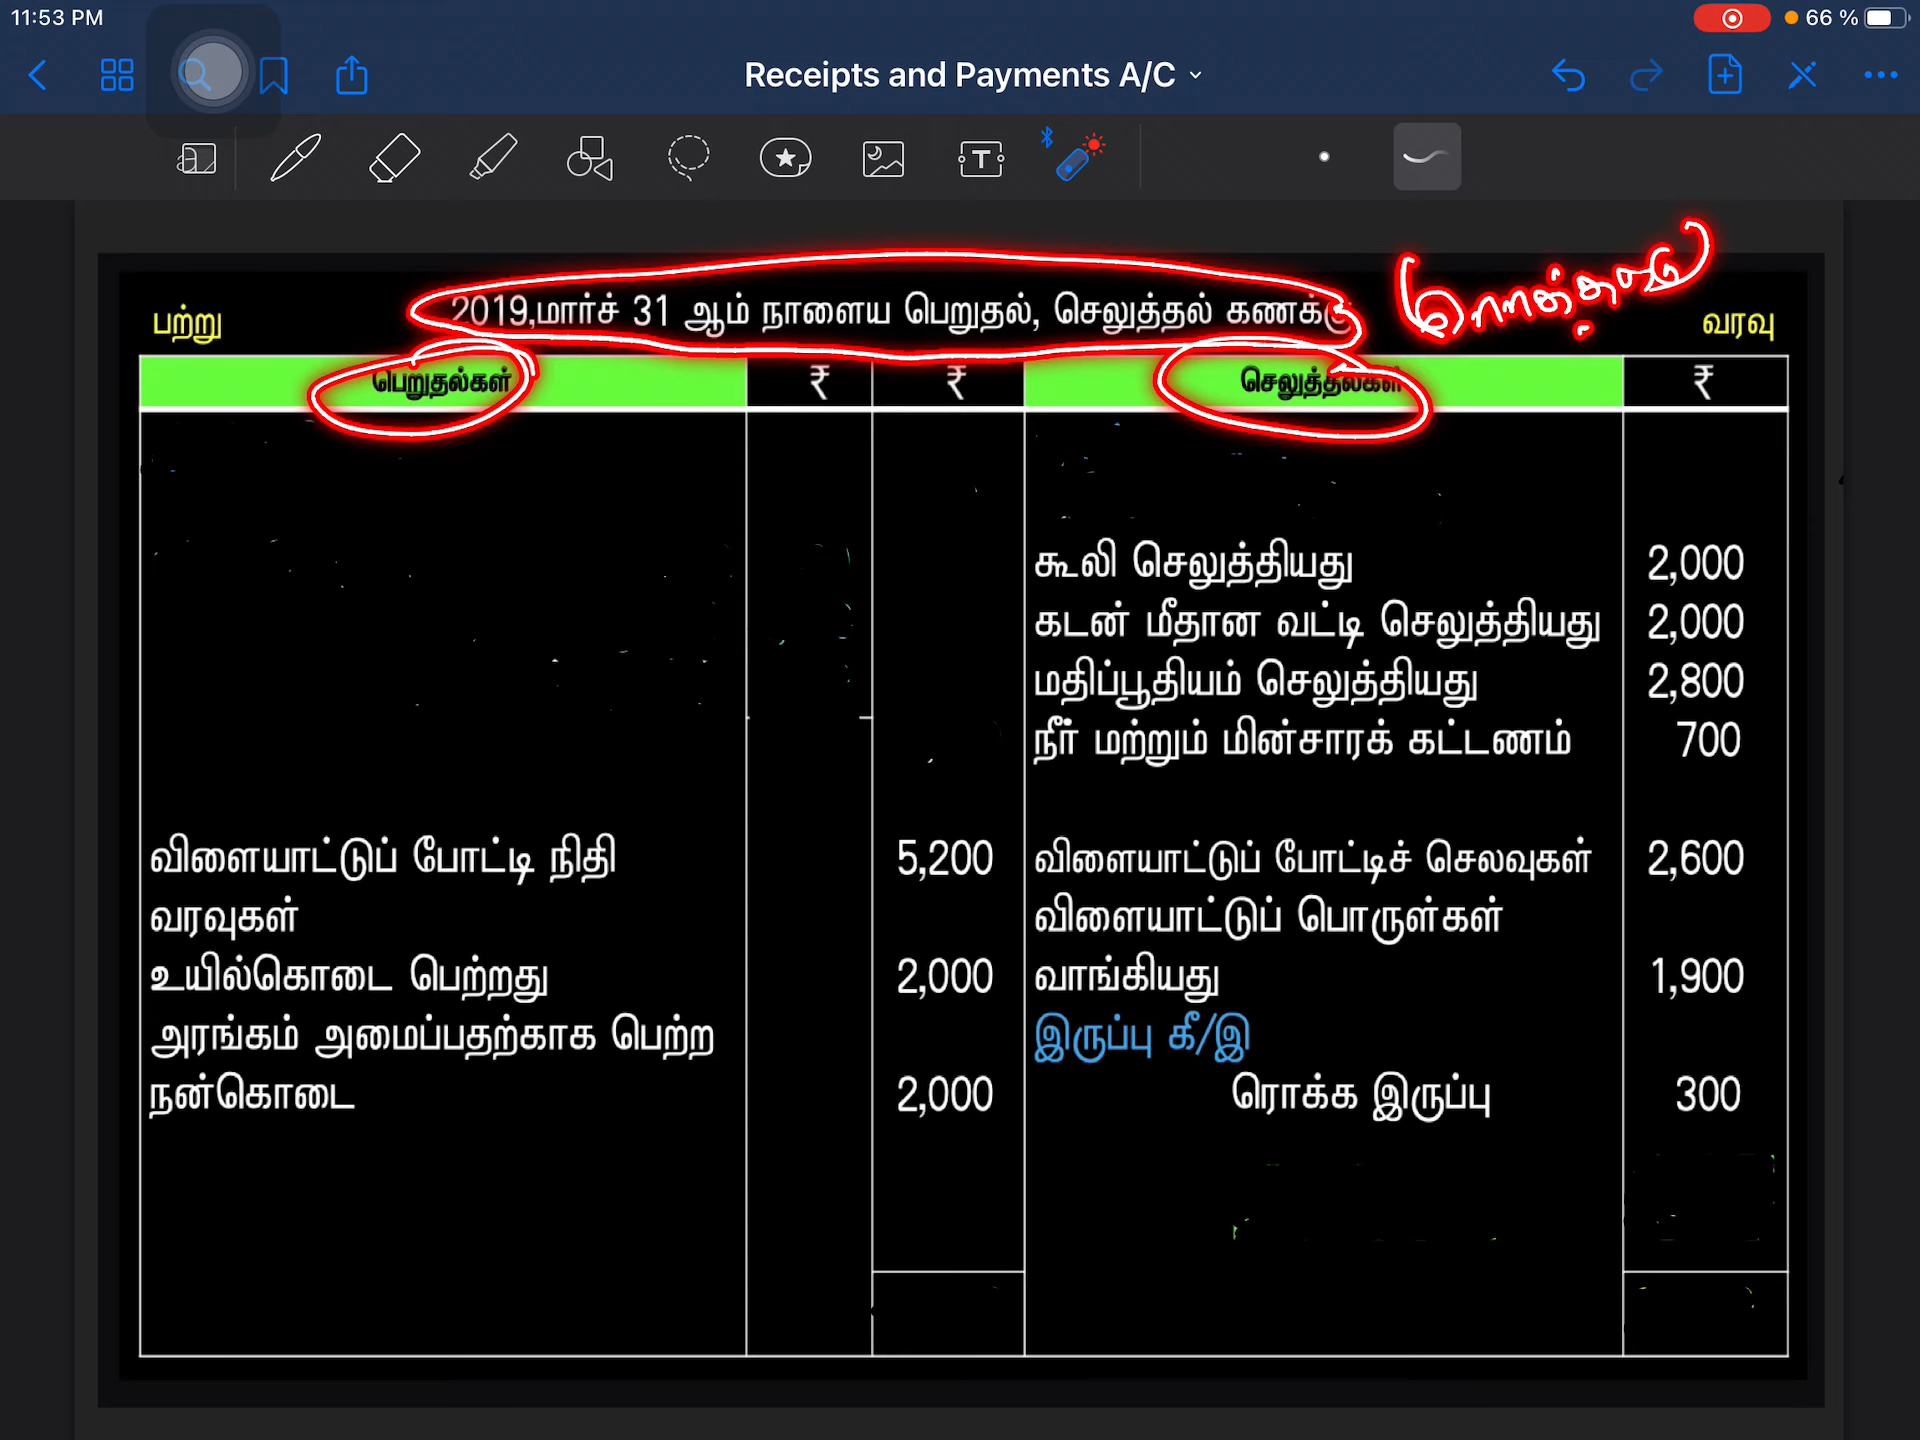 11:53 PM
66 %
Receipts and Payments A/C
பற்று
2019,மார்ச் 31 ஆம் நாளைய பெறுதல், செலுத்தல் கணக்கு
வரவு
பெறுதல்கள் ₹ ₹ செலுத்தல்கள் ₹
கூலி செலுத்தியது 2,000
கடன் மீதான வட்டி செலுத்தியது 2,000
மதிப்பூதியம் செலுத்தியது 2,800
நீர் மற்றும் மின்சாரக் கட்டணம் 700
விளையாட்டுப் போட்டி நிதி 5,200 விளையாட்டுப் போட்டிச் செலவுகள் 2,600
வரவுகள் விளையாட்டுப் பொருள்கள்
உயில்கொடை பெற்றது 2,000 வாங்கியது 1,900
அரங்கம் அமைப்பதற்காக பெற்ற இருப்பு கீ/இ
நன்கொடை 2,000 ரொக்க இருப்பு 300